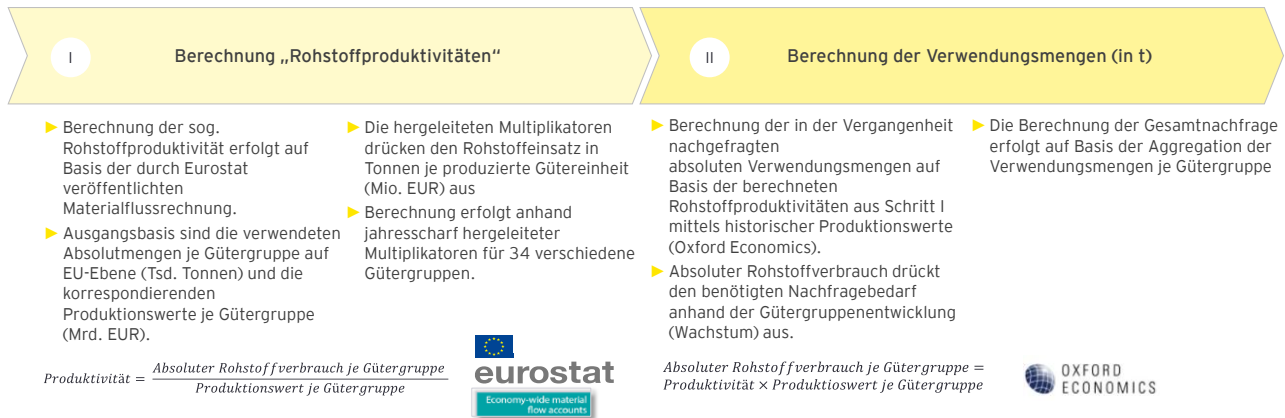 I
Berechnung „Rohstoffproduktivitäten“
II
Berechnung der Verwendungsmengen (in t)
► Berechnung der sog.
Rohstoffproduktivität erfolgt auf
Basis der durch Eurostat
veröffentlichten
Materialflussrechnung.
► Ausgangsbasis sind die verwendeten
Absolutmengen je Gütergruppe auf
EU-Ebene (Tsd. Tonnen) und die
korrespondierenden
Produktionswerte je Gütergruppe
(Mrd. EUR).
► Die hergeleiteten Multiplikatoren
drücken den Rohstoffeinsatz in
Tonnen je produzierte Gütereinheit
(Mio. EUR) aus
► Berechnung erfolgt anhand
jahresscharf hergeleiteter
Multiplikatoren für 34 verschiedene
Gütergruppen.
Produktivität = Absoluter Rohstoffverbrauch je Gütergruppe
Produktionswert je Gütergruppe
eurostat
Economy-wide material
flow accounts
► Berechnung der in der Vergangenheit
nachgefragten
absoluten Verwendungsmengen auf
Basis der berechneten
Rohstoffproduktivitäten aus Schritt I
mittels historischer Produktionswerte
(Oxford Economics).
► Absoluter Rohstoffverbrauch drückt
den benötigten Nachfragebedarf
anhand der Gütergruppenentwicklung
(Wachstum) aus.
► Die Berechnung der Gesamtnachfrage
erfolgt auf Basis der Aggregation der
Verwendungsmengen je Gütergruppe
Absoluter Rohstoffverbrauch je Gütergruppe =
Produktivität × Produktioswert je Gütergruppe
OXFORD
ECONOMICS